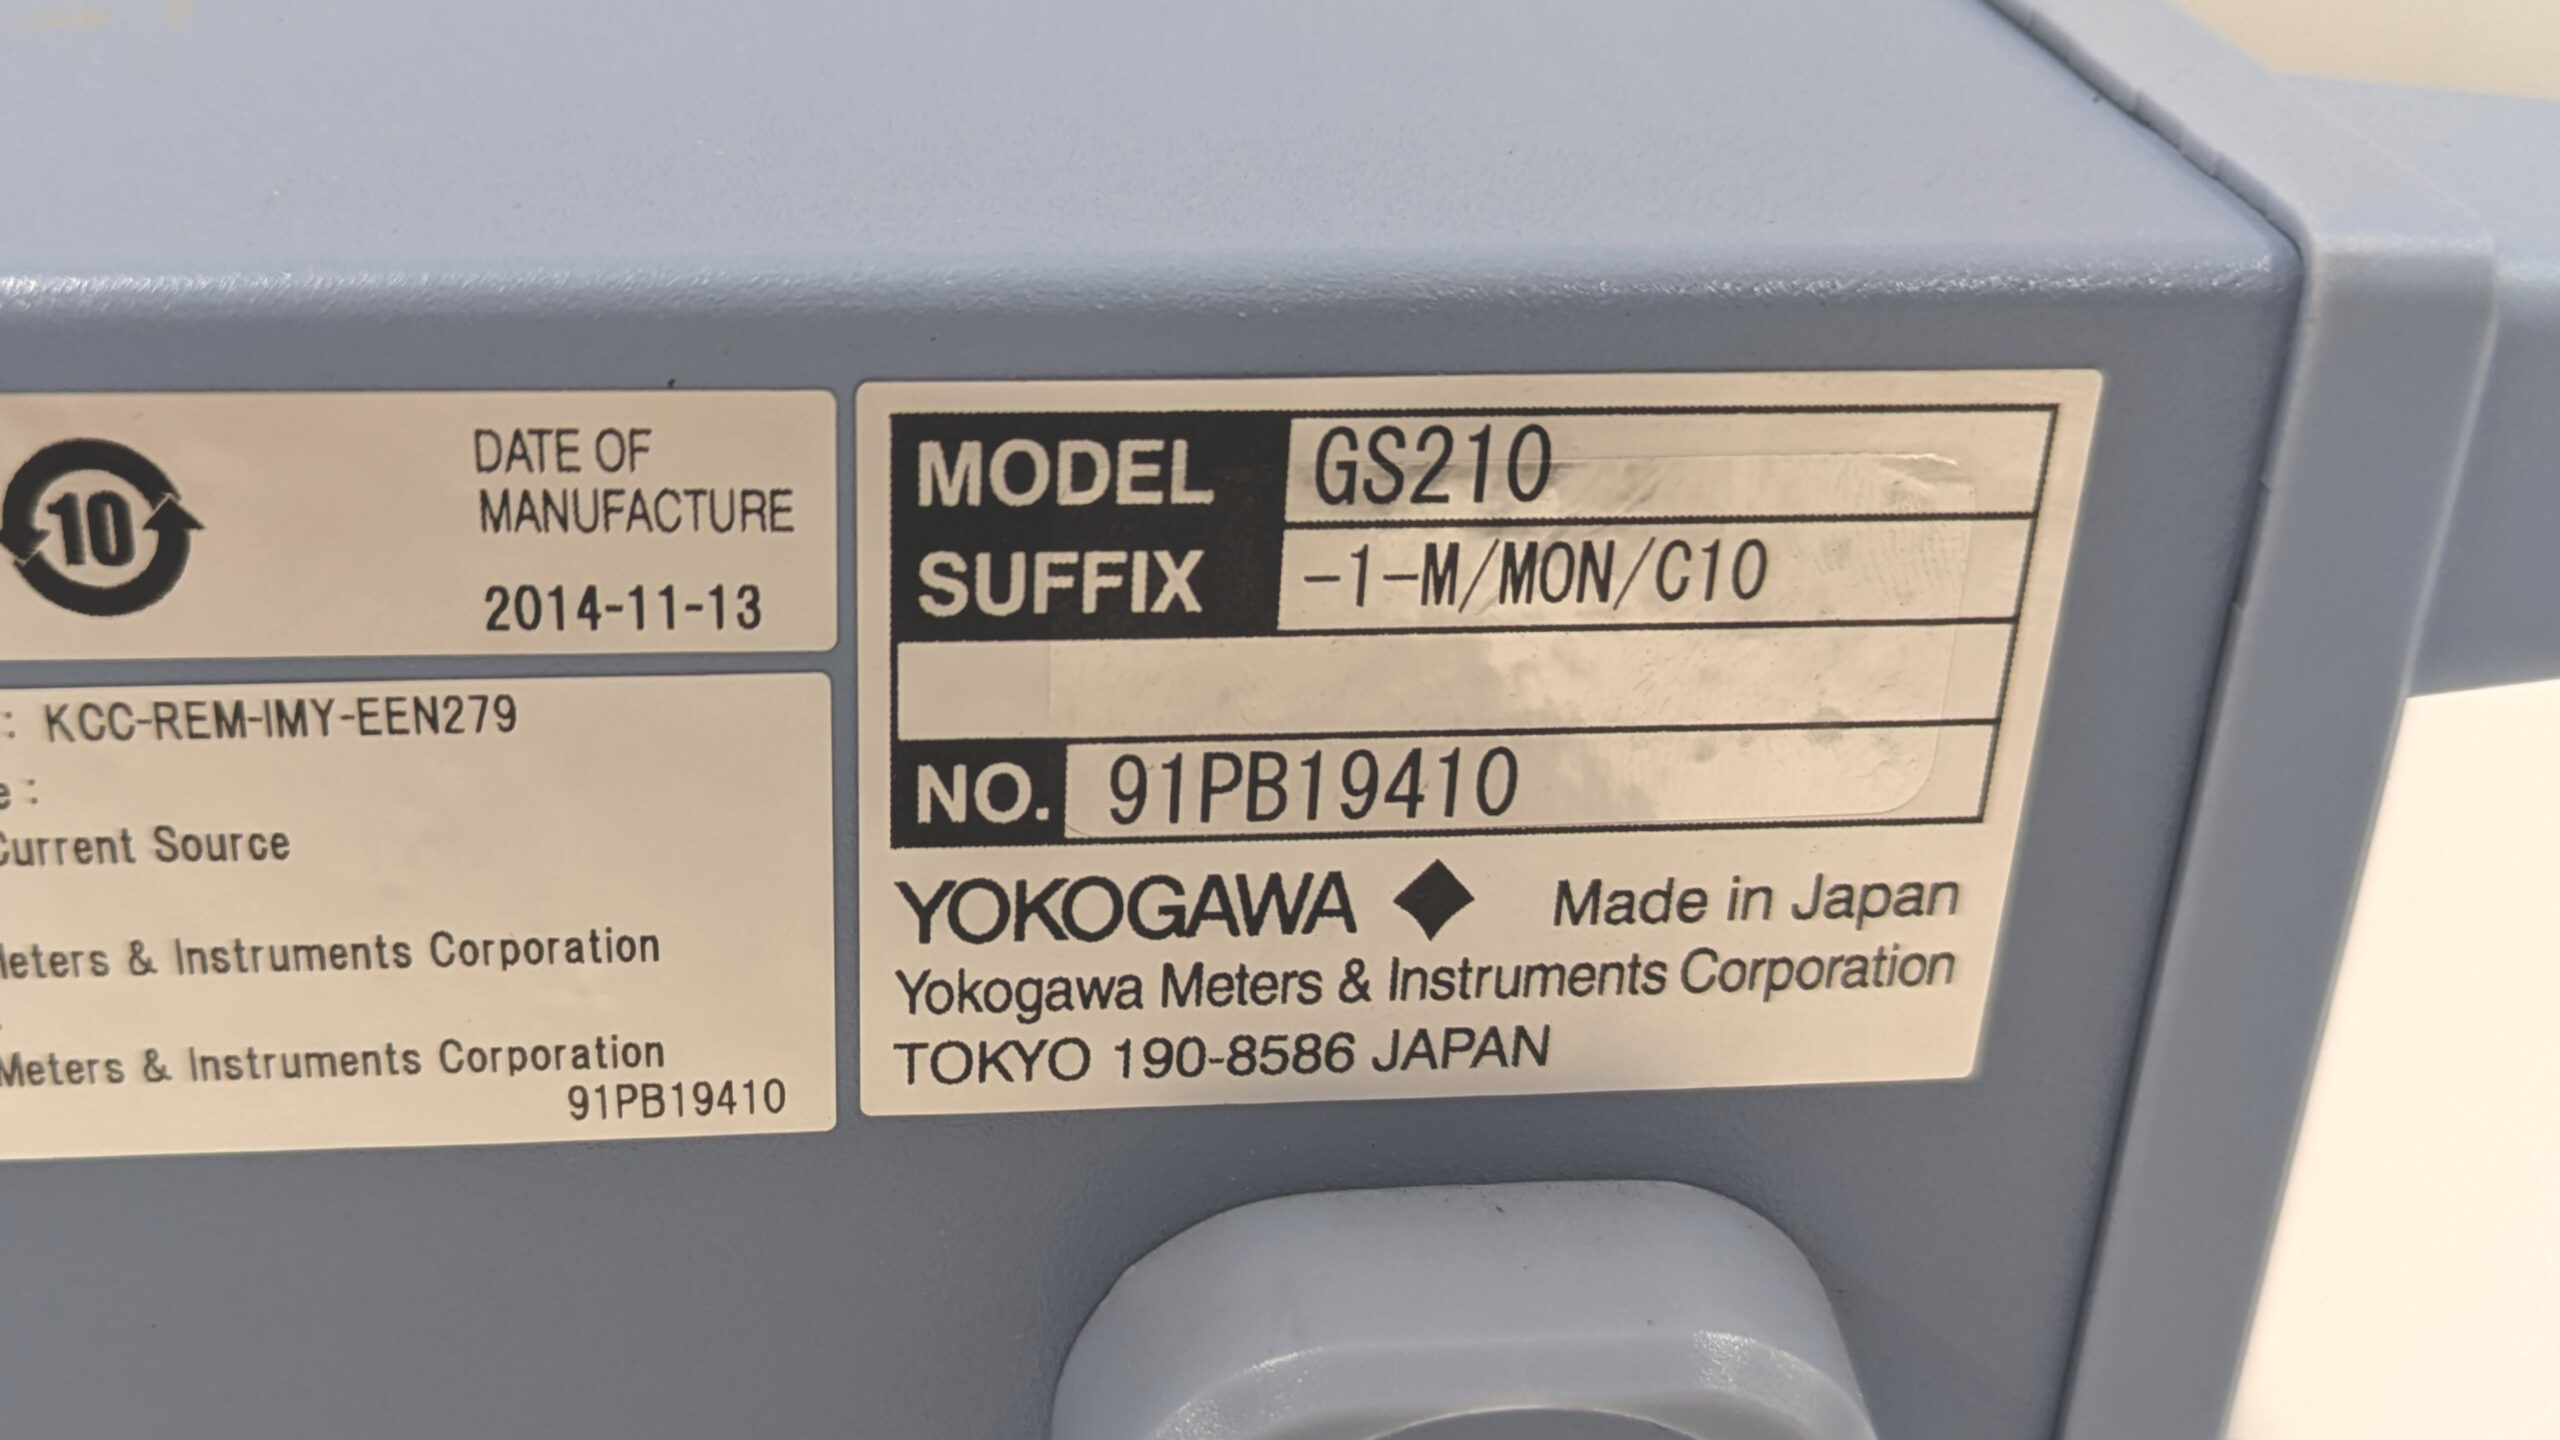 10
DATE OF
MANUFACTURE
2014-11-13
: KCC-REM-IMY-EEN279
e :
Current Source
Meters & Instruments Corporation
Meters & Instruments Corporation
91PB19410
MODEL GS210
SUFFIX -1-M/MON/C10
NO. 91PB19410
YOKOGAWA Made in Japan
Yokogawa Meters & Instruments Corporation
TOKYO 190-8586 JAPAN